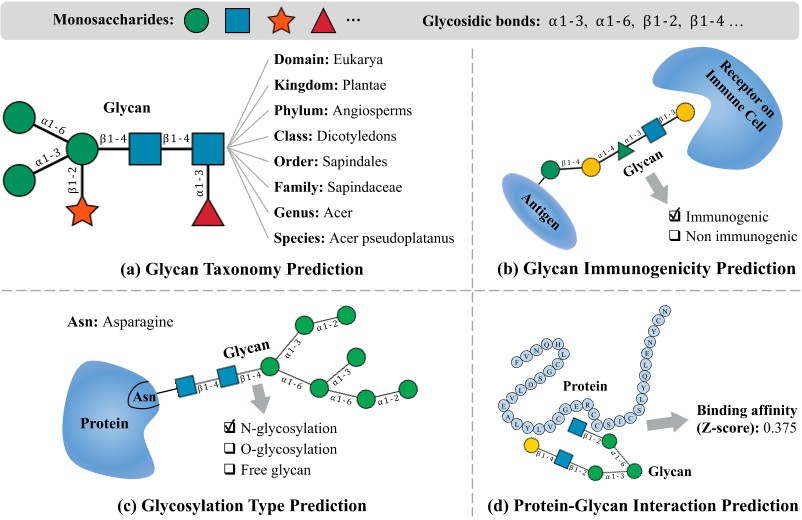 Monosaccharides: ... Glycosidic bonds: α1-3, α1-6, β1-2, β1-4 ...
Glycan
α1-6
α1-3
β1-2
β1-4
β1-4
α1-3
Domain: Eukarya
Kingdom: Plantae
Phylum: Angiosperms
Class: Dicotyledons
Order: Sapindales
Family: Sapindaceae
Genus: Acer
Species: Acer pseudoplatanus
(a) Glycan Taxonomy Prediction
Receptor on
Immune Cell
Antigen
β1-4
α1-4
α1-3
β1-3
Glycan
Immunogenic
Non immunogenic
(b) Glycan Immunogenicity Prediction
Asn: Asparagine
Protein
Asn
Glycan
β1-4
β1-4
α1-3
α1-2
α1-6
α1-3
α1-6
α1-2
N-glycosylation
O-glycosylation
Free glycan
(c) Glycosylation Type Prediction
Protein
β1-2
α1-6
β1-4
β1-2
α1-3
Glycan
Binding affinity
(Z-score): 0.375
(d) Protein-Glycan Interaction Prediction